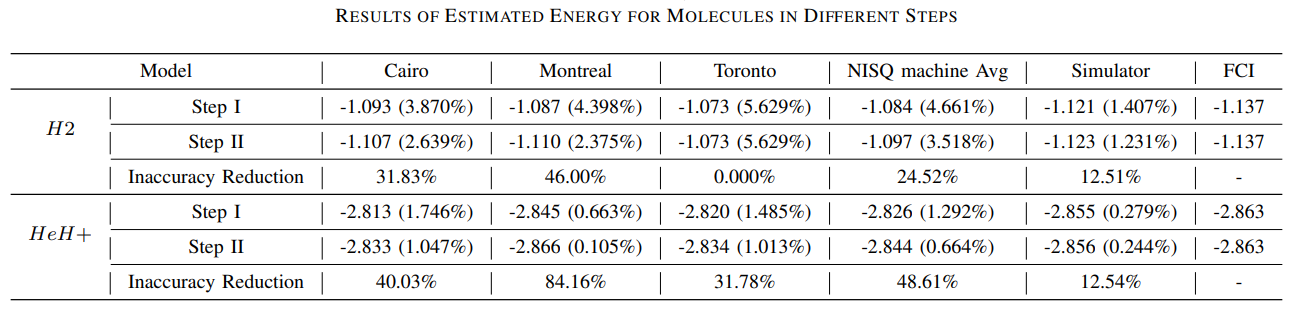 RESULTS OF ESTIMATED ENERGY FOR MOLECULES IN DIFFERENT STEPS
Model Cairo Montreal Toronto NISQ machine Avg Simulator FCI
H2
Step I -1.093 (3.870%) -1.087 (4.398%) -1.073 (5.629%) -1.084 (4.661%) -1.121 (1.407%) -1.137
Step II -1.107 (2.639%) -1.110 (2.375%) -1.073 (5.629%) -1.097 (3.518%) -1.123 (1.231%) -1.137
Inaccuracy Reduction 31.83% 46.00% 0.000% 24.52% 12.51% -
HeH+
Step I -2.813 (1.746%) -2.845 (0.663%) -2.820 (1.485%) -2.826 (1.292%) -2.855 (0.279%) -2.863
Step II -2.833 (1.047%) -2.866 (0.105%) -2.834 (1.013%) -2.844 (0.664%) -2.856 (0.244%) -2.863
Inaccuracy Reduction 40.03% 84.16% 31.78% 48.61% 12.54% -